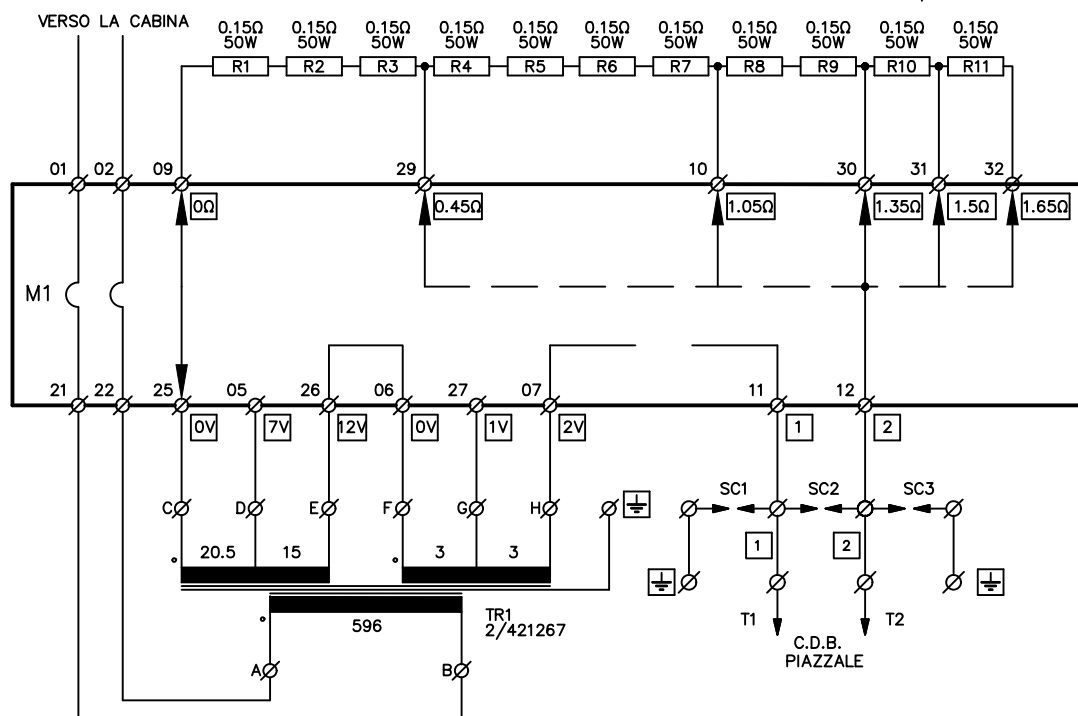 VERSO LA CABINA
0.15Ω 0.15Ω 0.15Ω 0.15Ω 0.15Ω 0.15Ω 0.15Ω 0.15Ω 0.15Ω 0.15Ω 0.15Ω
50W 50W 50W 50W 50W 50W 50W 50W 50W 50W 50W
R1 R2 R3 R4 R5 R6 R7 R8 R9 R10 R11
01 02 09 29 10 30 31 32
0Ω 0.45Ω 1.05Ω 1.35Ω 1.5Ω 1.65Ω
M1
21 22 25 05 26 06 27 07 11 12
0V 7V 12V 0V 1V 2V 1 2
SC1 SC2 SC3
C D E F G H
1 2
20.5 15 3 3
T1 T2
TR1
2/421267
596
C.D.B.
PIAZZALE
A B